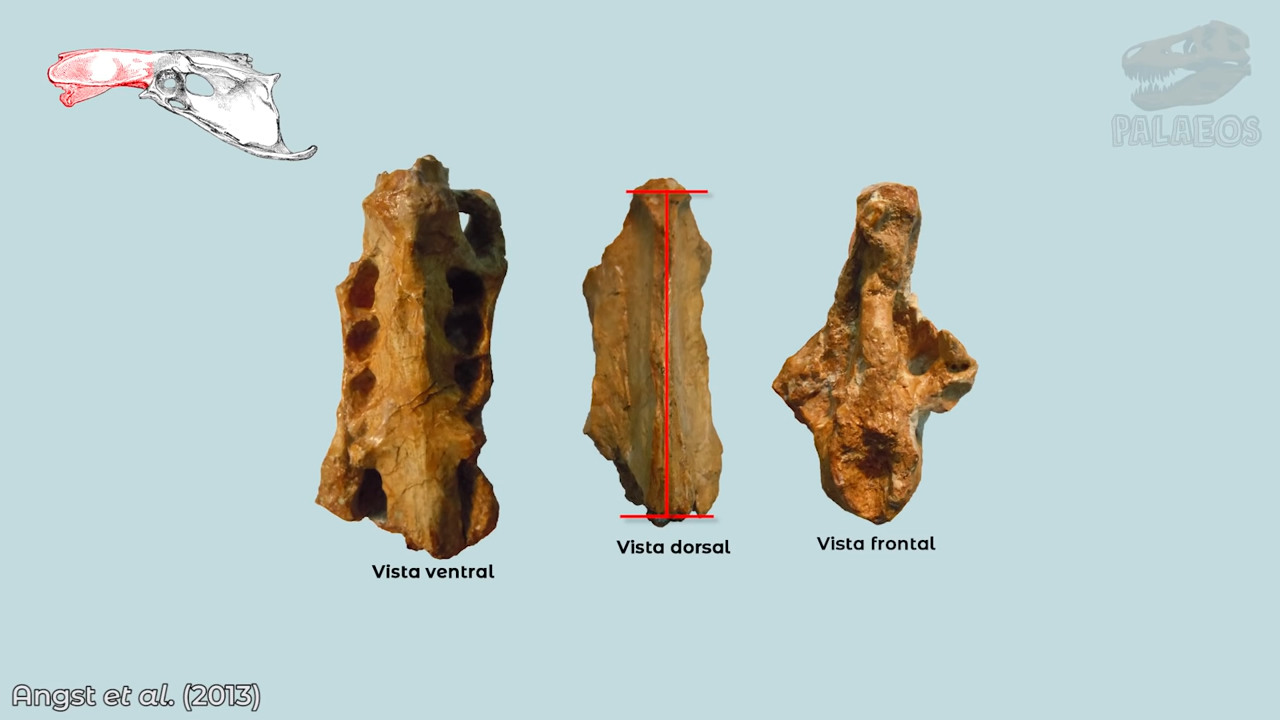 PALAEOS
Vista ventral
Vista dorsal
Vista frontal
Angst et al. (2013)